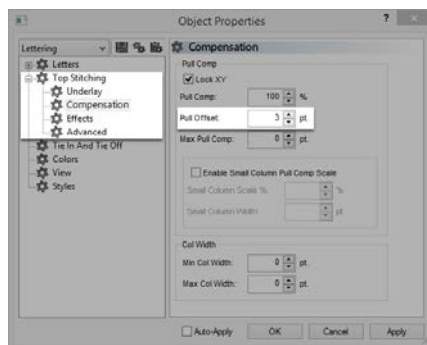 Object Properties ?
Lettering
Letters
Top Stitching
Underlay
Compensation
Effects
Advanced
Tie In And Tie Off
Colors
View
Styles
Compensation
Pull Comp
Lock XY
Pull Comp: 100 %
Pull Offset: 3 pt.
Max Pull Comp: 0 pt.
Enable Small Column Pull Comp Scale
Small Column Scale % %
Small Column Width pt
Col Width
Min Col Width: 0 pt.
Max Col Width: 0 pt.
Auto-Apply OK Cancel Apply